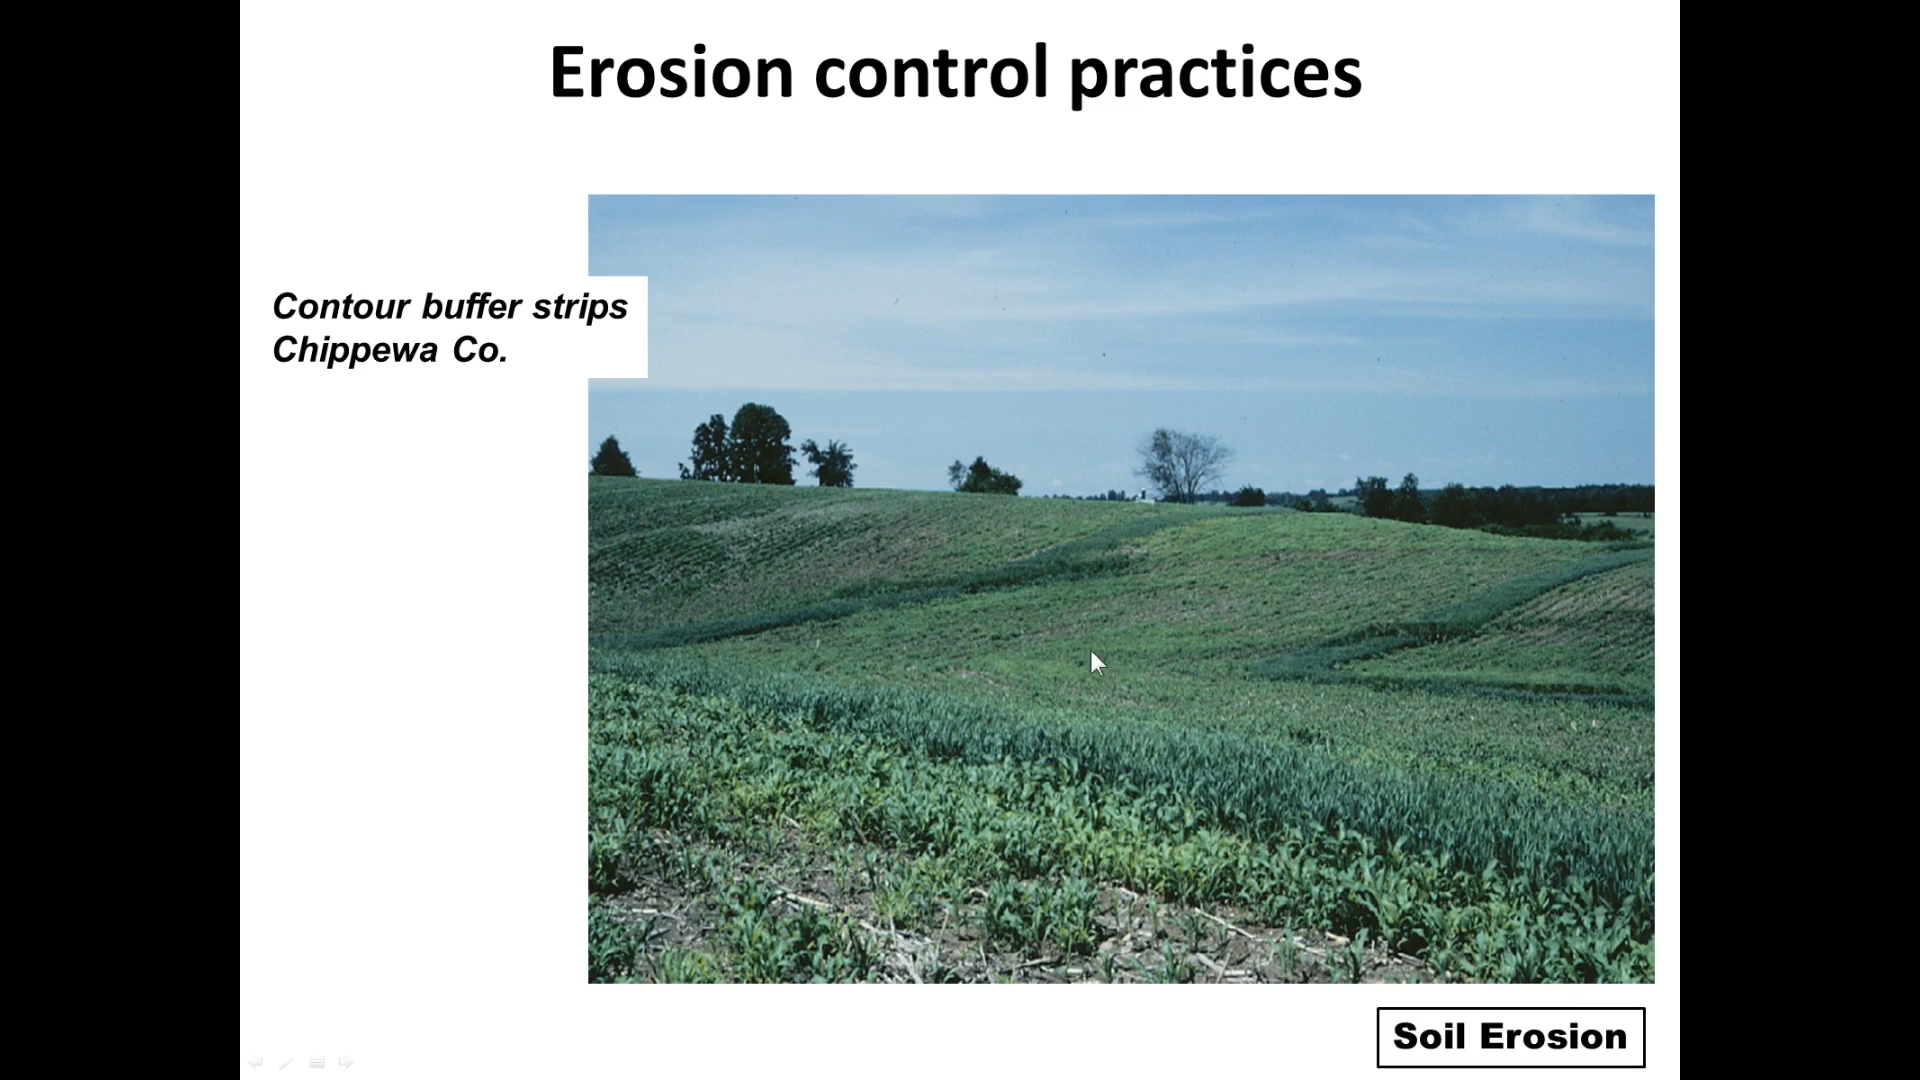 Erosion control practices
Contour buffer strips
Chippewa Co.
Soil Erosion